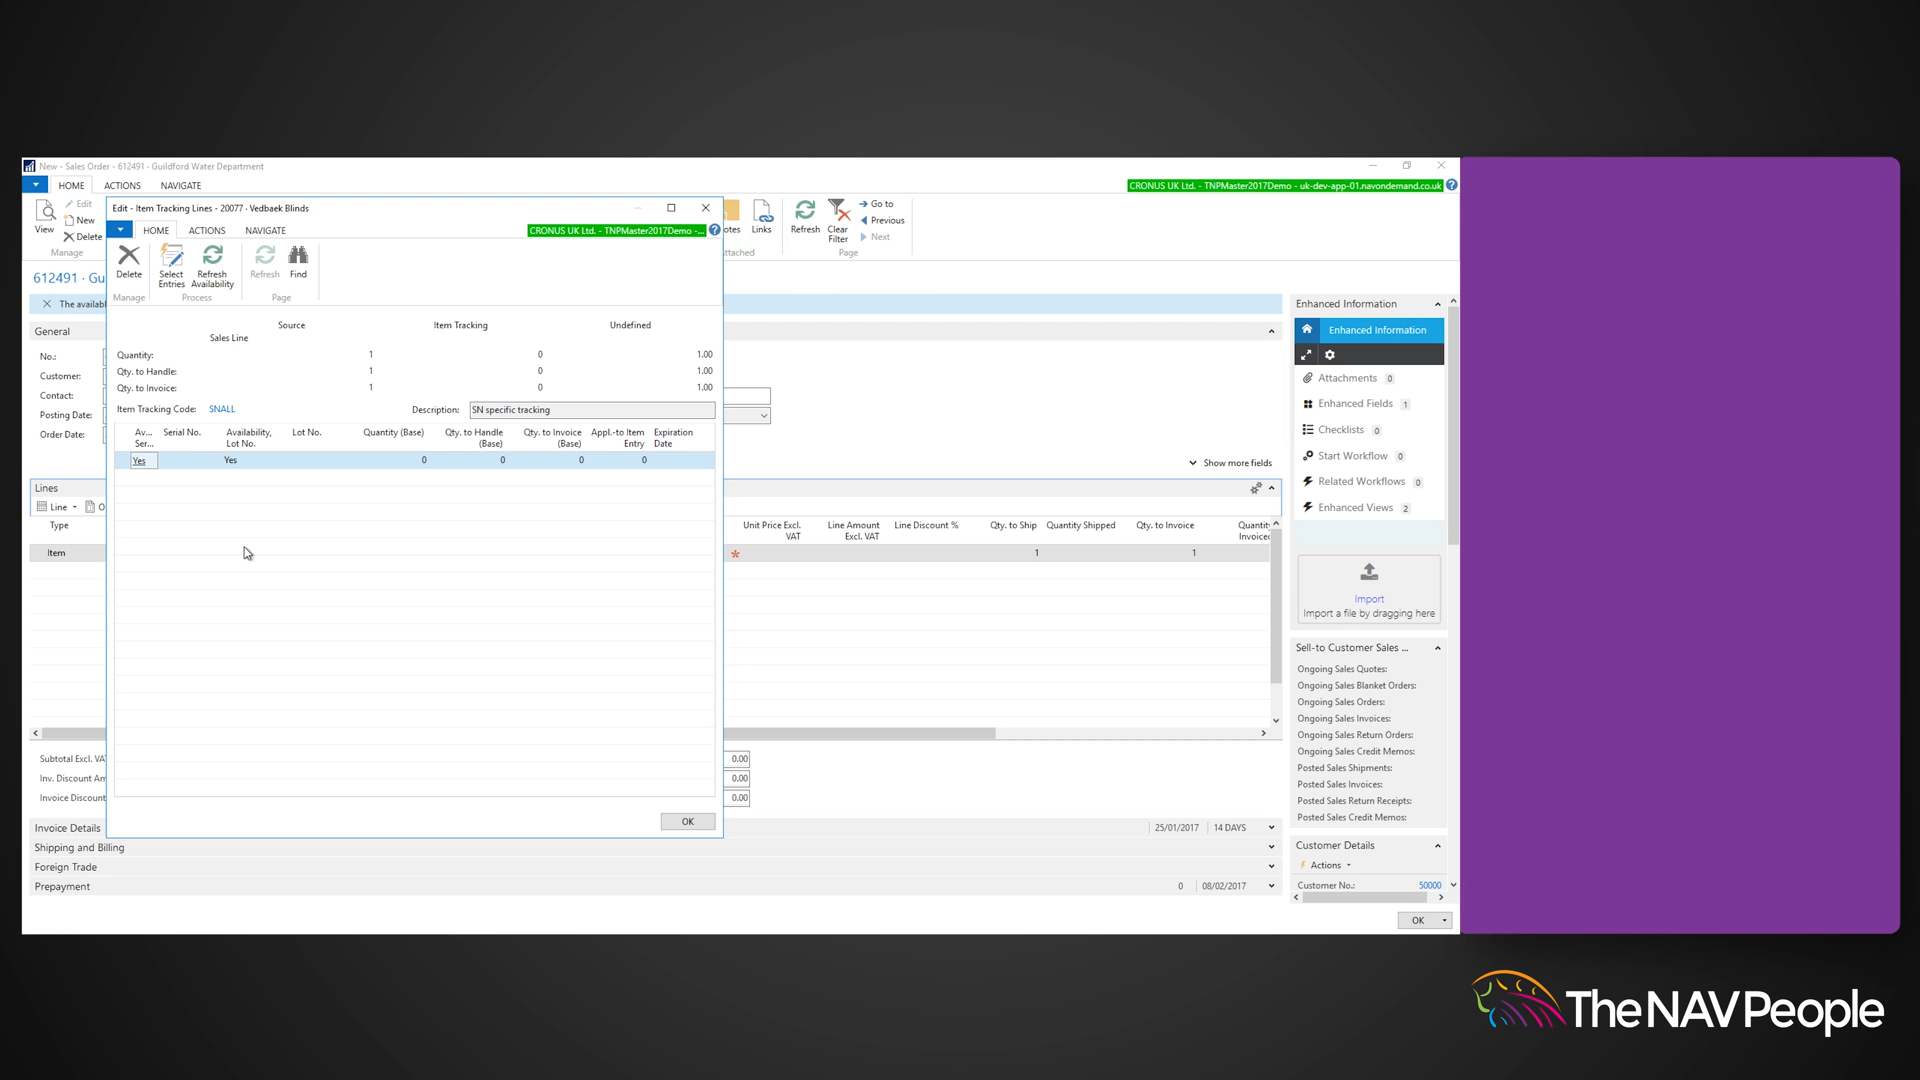 New - Sales Order - 612491 - Guildford Water Department
HOME ACTIONS NAVIGATE
CRONUS UK Ltd. - TNPMaster2017Demo - uk-dev-app-01.navondemand.co.uk
View
Edit
New
Delete
Manage
Links
Refresh
Clear Filter
Go to
Previous
Next
Page
612491 · Gu
The availab
Edit - Item Tracking Lines - 20077 · Vedbaek Blinds
HOME ACTIONS NAVIGATE
CRONUS UK Ltd. - TNPMaster2017Demo -...
Delete
Select Entries
Refresh Availability
Refresh
Find
Manage Process Page
Source Item Tracking Undefined
Sales Line
Quantity: 1 0 1.00
Qty. to Handle: 1 0 1.00
Qty. to Invoice: 1 0 1.00
Item Tracking Code: SNALL Description: SN specific tracking
Av... Ser... Serial No. Availability, Lot No. Lot No. Quantity (Base) Qty. to Handle (Base) Qty. to Invoice (Base) Appl.-to Item Entry Expiration Date
Yes Yes 0 0 0 0
OK
General
No.:
Customer:
Contact:
Posting Date:
Order Date:
Show more fields
Lines
Line
O
Type Unit Price Excl. VAT Line Amount Excl. VAT Line Discount % Qty. to Ship Quantity Shipped Qty. to Invoice Quantity Invoiced
Item 1 1
Subtotal Excl. VA 0.00
Inv. Discount Am 0.00
Invoice Discount 0.00
Invoice Details 25/01/2017 14 DAYS
Shipping and Billing
Foreign Trade
Prepayment 0 08/02/2017
Enhanced Information
Enhanced Information
Attachments 0
Enhanced Fields 1
Checklists 0
Start Workflow 0
Related Workflows 0
Enhanced Views 2
Import
Import a file by dragging here
Sell-to Customer Sales ...
Ongoing Sales Quotes:
Ongoing Sales Blanket Orders:
Ongoing Sales Orders:
Ongoing Sales Invoices:
Ongoing Sales Return Orders:
Ongoing Sales Credit Memos:
Posted Sales Shipments:
Posted Sales Invoices:
Posted Sales Return Receipts:
Posted Sales Credit Memos:
Customer Details
Actions
Customer No.: 50000
OK
TheNAVPeople